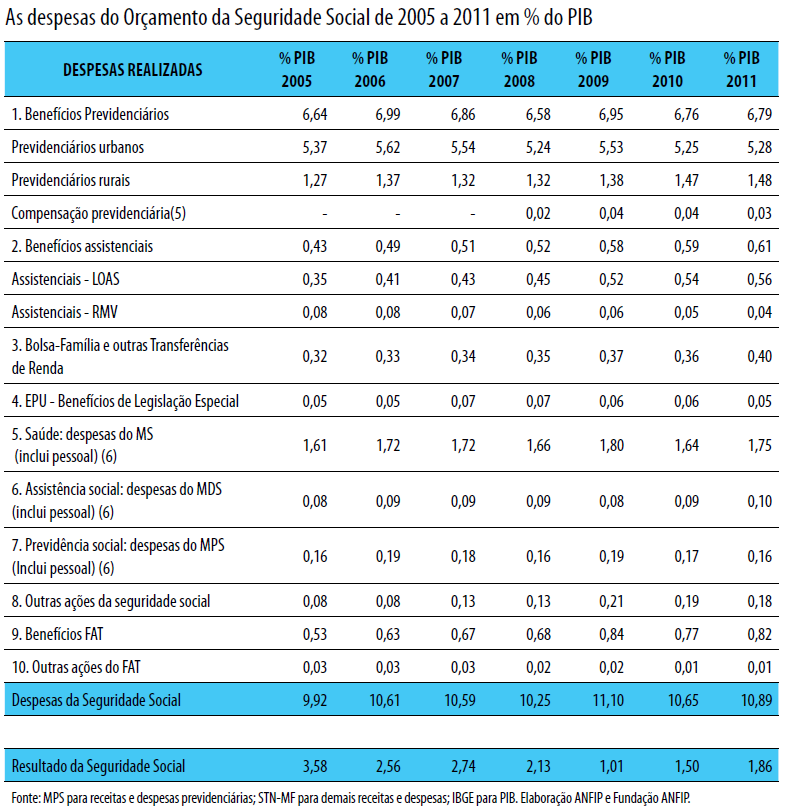 As despesas do Orçamento da Seguridade Social de 2005 a 2011 em % do PIB
DESPESAS REALIZADAS % PIB 2005 % PIB 2006 % PIB 2007 % PIB 2008 % PIB 2009 % PIB 2010 % PIB 2011
1. Benefícios Previdenciários 6,64 6,99 6,86 6,58 6,95 6,76 6,79
Previdenciários urbanos 5,37 5,62 5,54 5,24 5,53 5,25 5,28
Previdenciários rurais 1,27 1,37 1,32 1,32 1,38 1,47 1,48
Compensação previdenciária(5) - - - 0,02 0,04 0,04 0,03
2. Benefícios assistenciais 0,43 0,49 0,51 0,52 0,58 0,59 0,61
Assistenciais - LOAS 0,35 0,41 0,43 0,45 0,52 0,54 0,56
Assistenciais - RMV 0,08 0,08 0,07 0,06 0,06 0,05 0,04
3. Bolsa-Família e outras Transferências
de Renda 0,32 0,33 0,34 0,35 0,37 0,36 0,40
4. EPU - Benefícios de Legislação Especial 0,05 0,05 0,07 0,07 0,06 0,06 0,05
5. Saúde: despesas do MS
(inclui pessoal) (6) 1,61 1,72 1,72 1,66 1,80 1,64 1,75
6. Assistência social: despesas do MDS
(inclui pessoal) (6) 0,08 0,09 0,09 0,09 0,08 0,09 0,10
7. Previdência social: despesas do MPS
(Inclui pessoal) (6) 0,16 0,19 0,18 0,16 0,19 0,17 0,16
8. Outras ações da seguridade social 0,08 0,08 0,13 0,13 0,21 0,19 0,18
9. Benefícios FAT 0,53 0,63 0,67 0,68 0,84 0,77 0,82
10. Outras ações do FAT 0,03 0,03 0,03 0,02 0,02 0,01 0,01
Despesas da Seguridade Social 9,92 10,61 10,59 10,25 11,10 10,65 10,89
Resultado da Seguridade Social 3,58 2,56 2,74 2,13 1,01 1,50 1,86
Fonte: MPS para receitas e despesas previdenciárias; STN-MF para demais receitas e despesas; IBGE para PIB. Elaboração ANFIP e Fundação ANFIP.